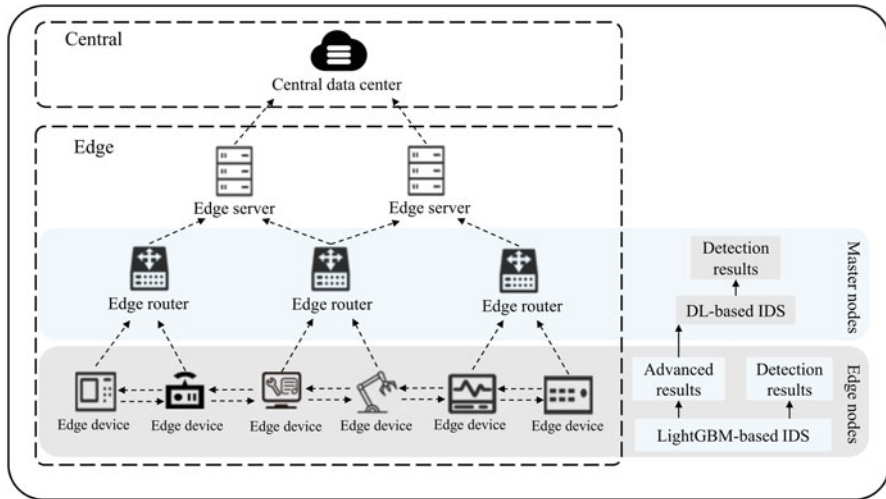 Central
Central data center
Edge
Edge server
Edge server
Edge router
Edge router
Edge router
Detection
results
DL-based IDS
Master nodes
Edge device
Edge device
Edge device
Edge device
Edge device
Edge device
Advanced
results
Detection
results
LightGBM-based IDS
Edge nodes